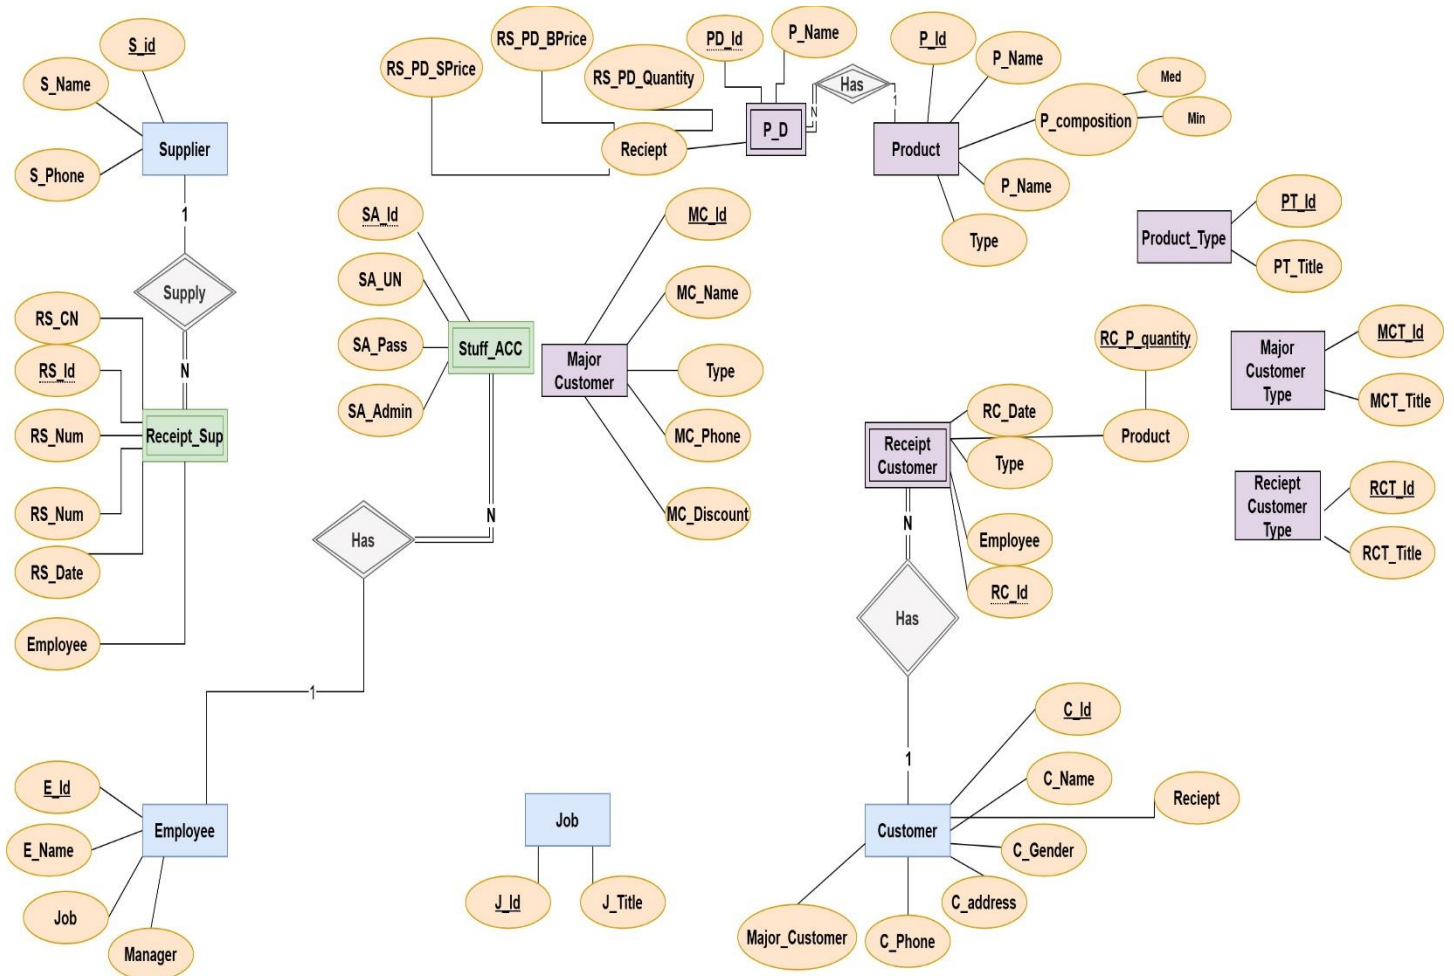 S_id
S_Name
S_Phone
Supplier
1
Supply
N
RS_CN
RS_Id
RS_Num
Receipt_Sup
RS_Num
RS_Date
Employee
RS_PD_SPrice
RS_PD_BPrice
RS_PD_Quantity
Reciept
PD_Id
P_Name
P_D
N
Has
1
P_Id
P_Name
P_composition
Med
Min
Product
P_Name
Type
Product_Type
PT_Id
PT_Title
SA_Id
SA_UN
SA_Pass
SA_Admin
Stuff_ACC
N
Has
1
MC_Id
MC_Name
Major
Customer
Type
MC_Phone
MC_Discount
RC_P_quantity
Product
RC_Date
Type
Receipt
Customer
Employee
RC_Id
N
Has
1
Major
Customer
Type
MCT_Id
MCT_Title
Reciept
Customer
Type
RCT_Id
RCT_Title
E_Id
E_Name
Job
Manager
Employee
Job
J_Id
J_Title
C_Id
C_Name
Reciept
Customer
C_Gender
C_address
C_Phone
Major_Customer